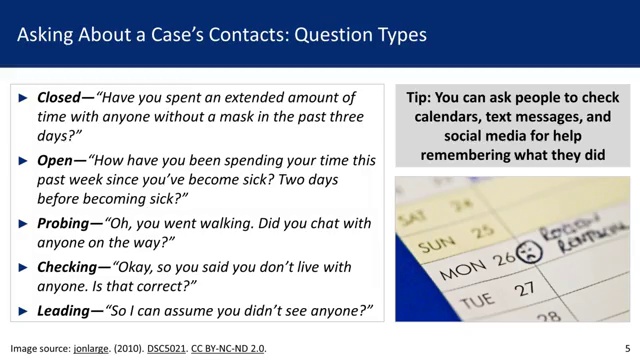 Asking About a Case's Contacts: Question Types
► Closed—“Have you spent an extended amount of
time with anyone without a mask in the past three
days?”
► Open—“How have you been spending your time this
past week since you’ve become sick? Two days
before becoming sick?”
► Probing—“Oh, you went walking. Did you chat with
anyone on the way?”
► Checking—“Okay, so you said you don’t live with
anyone. Is that correct?”
► Leading—“So I can assume you didn’t see anyone?”
Tip: You can ask people to check
calendars, text messages, and
social media for help
remembering what they did
SAT
SUN 25
MON 26
TUE 27
28
Image source: jonlarge. (2010). DSC5021. CC BY-NC-ND 2.0.
5